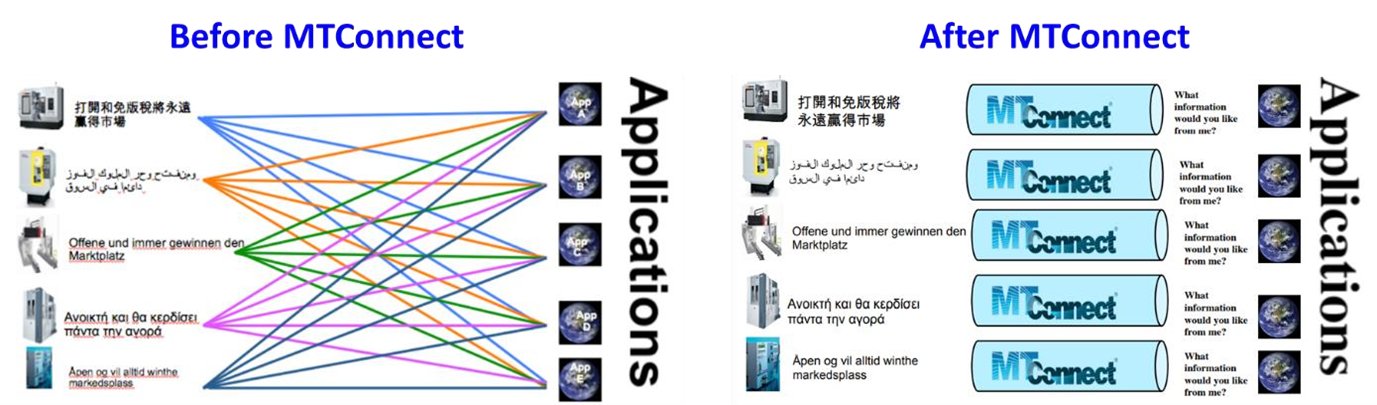 Before MTConnect
打開和免版稅將永遠
贏得市場
ومنفتح وحر الملوك الفوز
دائما في السوق
Offene und immer gewinnen den
Marktplatz
Ανοικτή και θα κερδίσει
πάντα την αγορά
Åpen og vil alltid winthe
markedsplass
App
A
App
B
App
C
App
D
App
E
Applications
After MTConnect
打開和免版稅將
永遠贏得市場
ومنفتح وحر الملوك الفوز
دائما في السوق
Offene und immer gewinnen den
Marktplatz
Ανοικτή και θα κερδίσει
πάντα την αγορά
Åpen og vil alltid winthe
markedsplass
MTConnect®
What
information
would you like
from me?
MTConnect®
What
information
would you like
from me?
MTConnect®
What
information
would you like
from me?
MTConnect®
What
information
would you like
from me?
MTConnect®
What
information
would you like
from me?
Applications